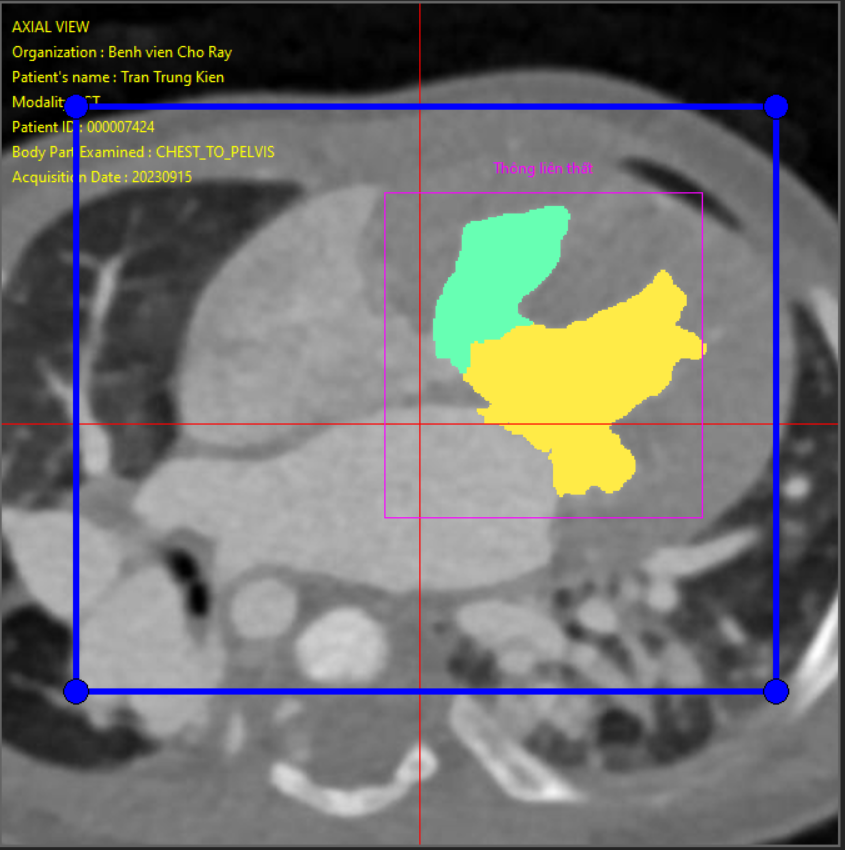 AXIAL VIEW
Organization : Benh vien Cho Ray
Patient's name : Tran Trung Kien
CT
Patient ID : 000007424
Body Part Examined : CHEST_TO_PELVIS
Acquisition Date : 20230915
Thông liên thất